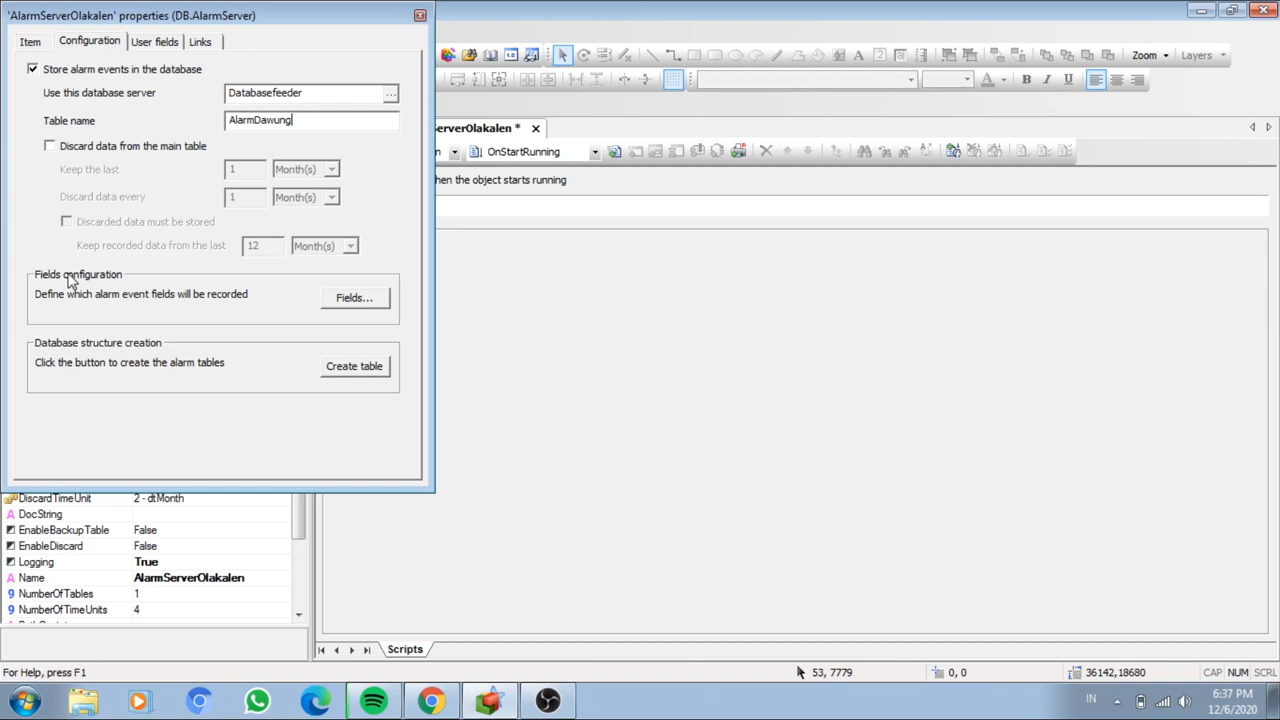 'AlarmServerOlakalen' properties (DB.AlarmServer)
Item Configuration User fields Links
Store alarm events in the database
Use this database server Databasefeeder ...
Table name AlarmDawung
Discard data from the main table
Keep the last 1 Month(s)
Discard data every 1 Month(s)
Discarded data must be stored
Keep recorded data from the last 12 Month(s)
Fields configuration
Define which alarm event fields will be recorded Fields...
Database structure creation
Click the button to create the alarm tables Create table
Zoom Layers
A B I U
erverOlakalen *
n OnStartRunning
hen the object starts running
DiscardTimeUnit 2 - dtMonth
DocString
EnableBackupTable False
EnableDiscard False
Logging True
Name AlarmServerOlakalen
NumberOfTables 1
NumberOfTimeUnits 4
Scripts
For Help, press F1 53, 7779 0, 0 36142,18680 CAP NUM SCRL
IN 6:37 PM
12/6/2020